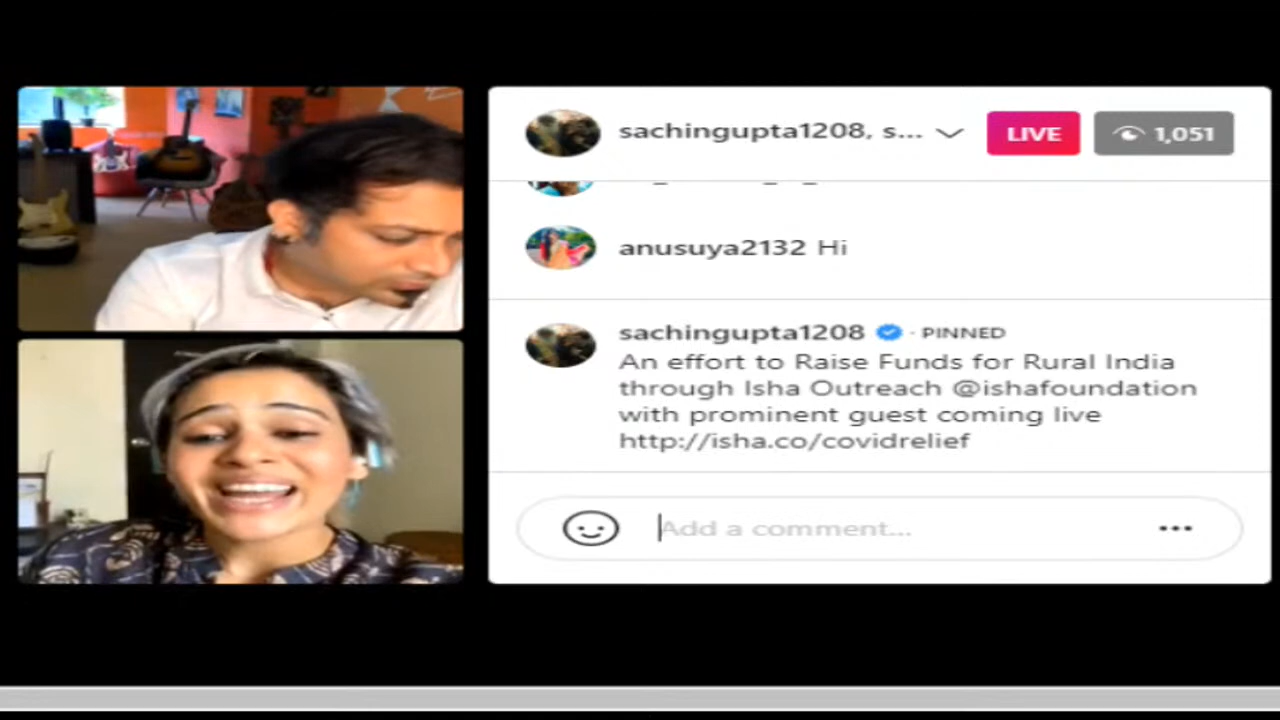 sachingupta1208, s...
LIVE
1,051
anusuya2132 Hi
sachingupta1208 · PINNED
An effort to Raise Funds for Rural India
through Isha Outreach @ishafoundation
with prominent guest coming live
http://isha.co/covidrelief
Add a comment...